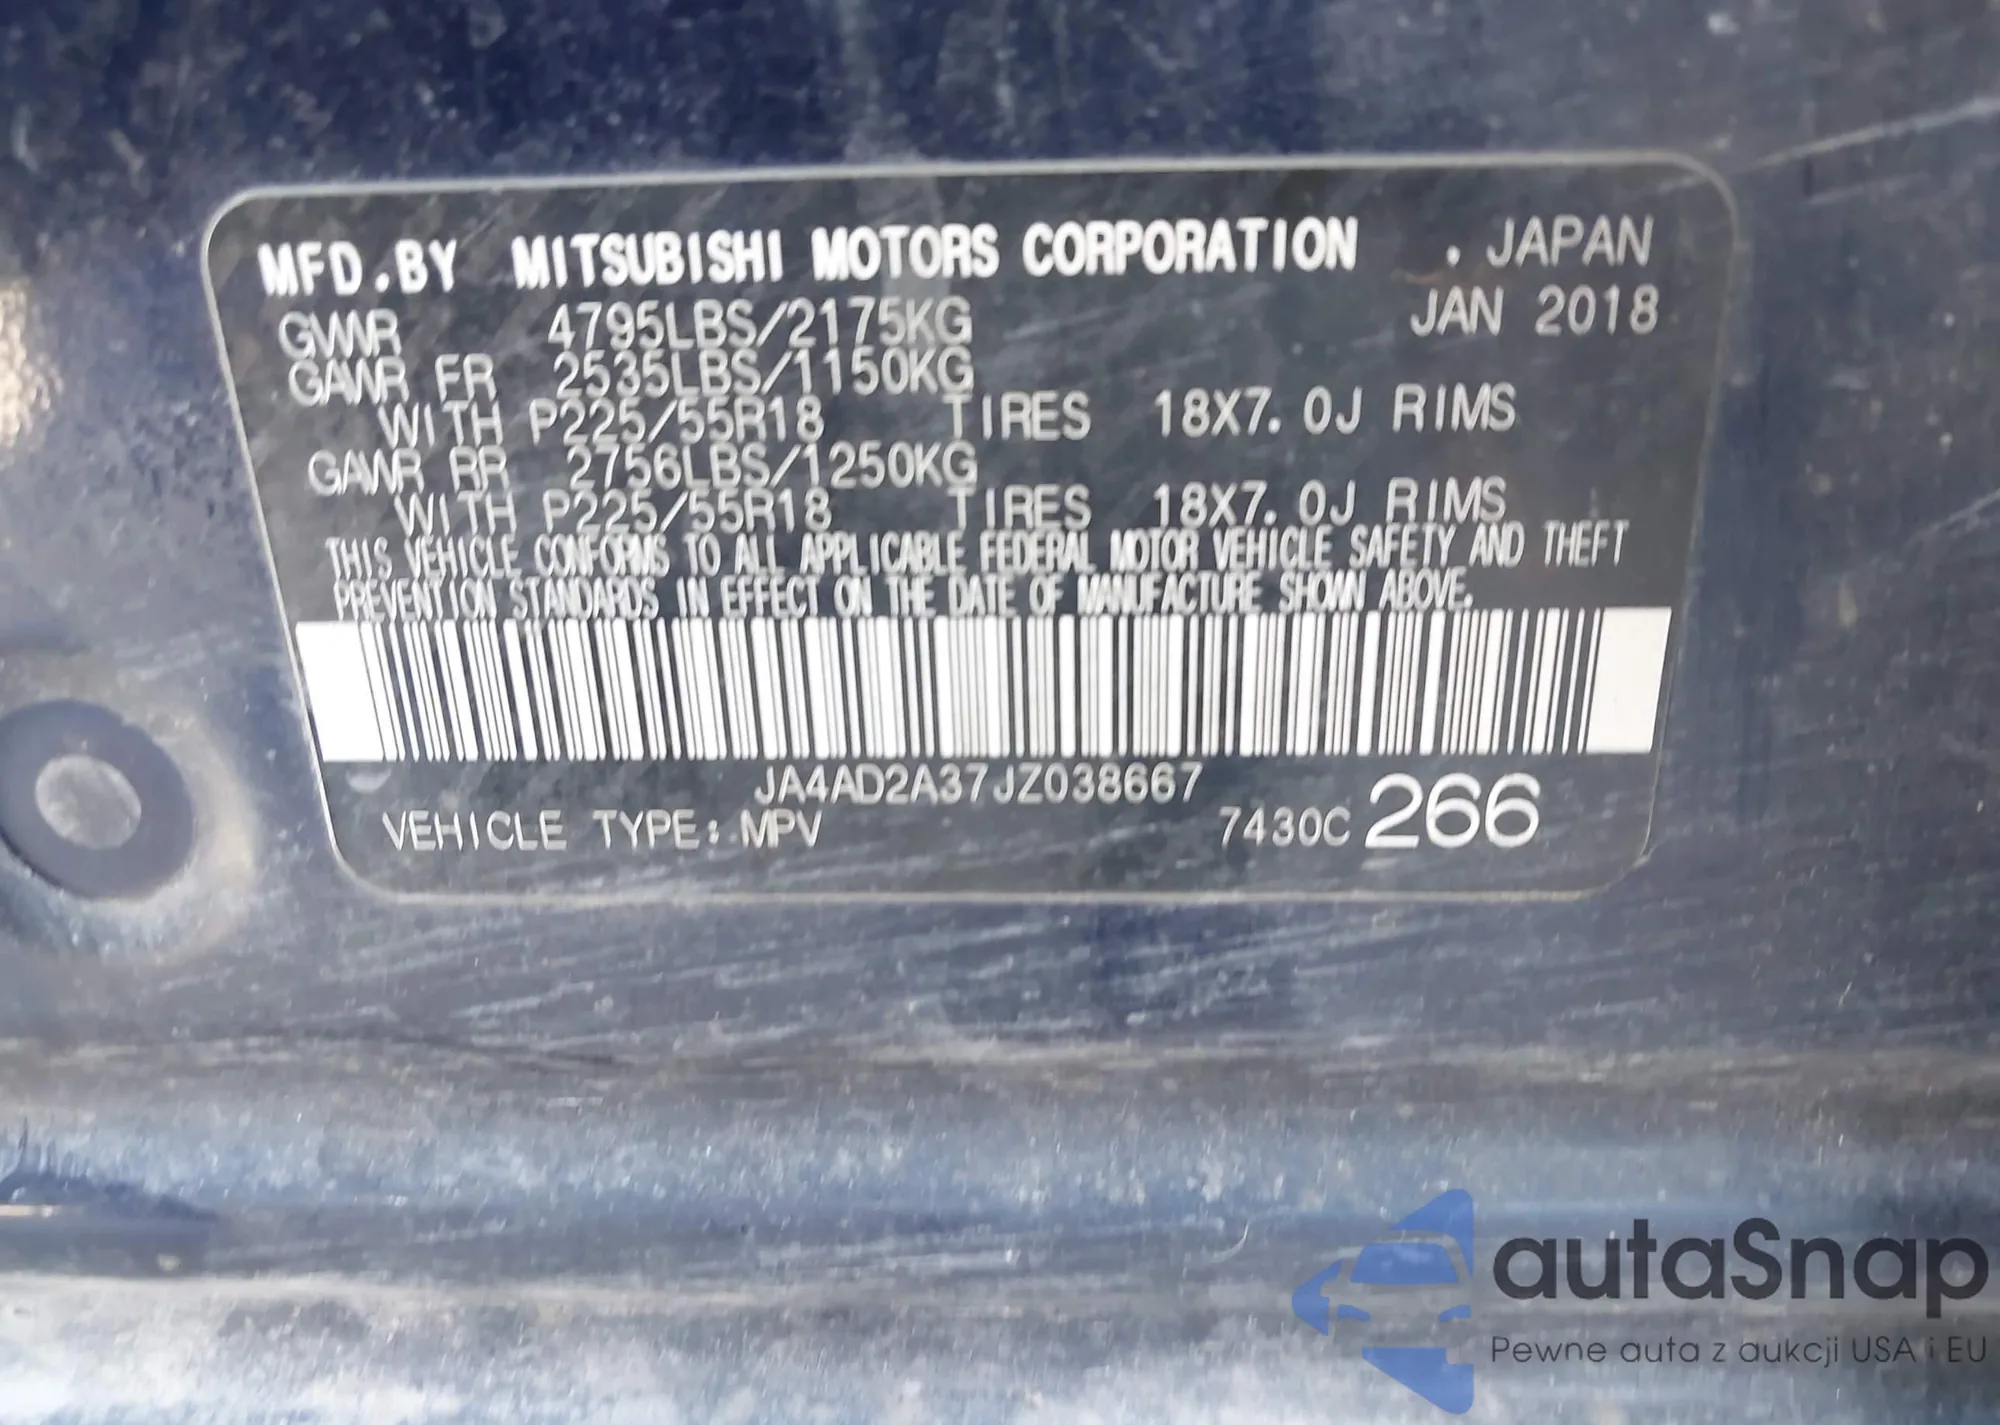 MFD.BY MITSUBISHI MOTORS CORPORATION . JAPAN
GVWR 4795LBS/2175KG JAN 2018
GAWR FR 2535LBS/1150KG
WITH P225/55R18 TIRES 18X7.0J RIMS
GAWR RR 2756LBS/1250KG
WITH P225/55R18 TIRES 18X7.0J RIMS
THIS VEHICLE CONFORMS TO ALL APPLICABLE FEDERAL MOTOR VEHICLE SAFETY AND THEFT
PREVENTION STANDARDS IN EFFECT ON THE DATE OF MANUFACTURE SHOWN ABOVE.
JA4AD2A37JZ038667
VEHICLE TYPE: MPV 7430C 266
autaSnap
Pewne auta z aukcji USA i EU